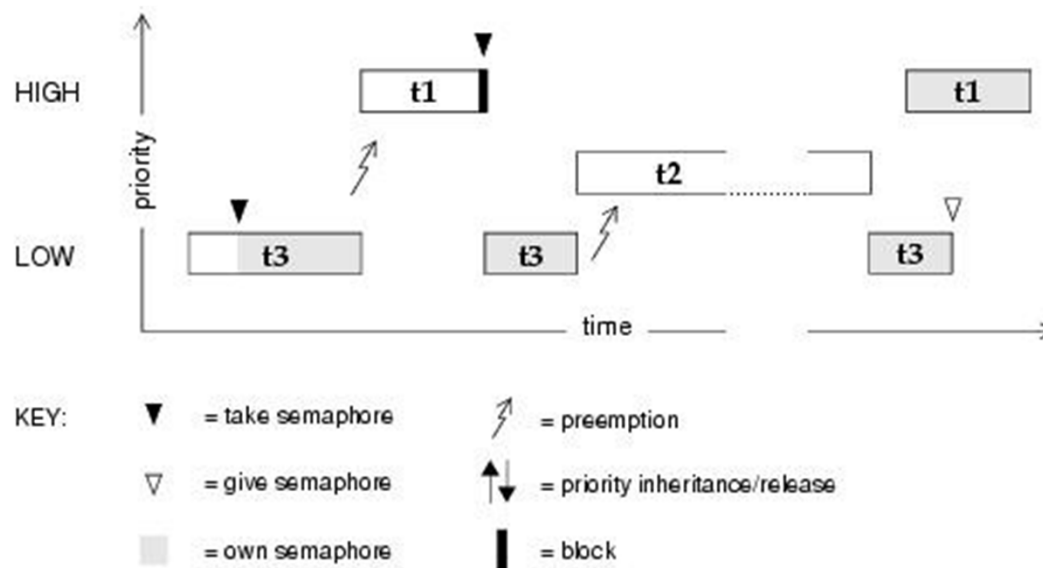 HIGH
t1
t1
priority
t2
LOW
t3
t3
t3
time
KEY:
= take semaphore
= preemption
= give semaphore
= priority inheritance/release
= own semaphore
= block